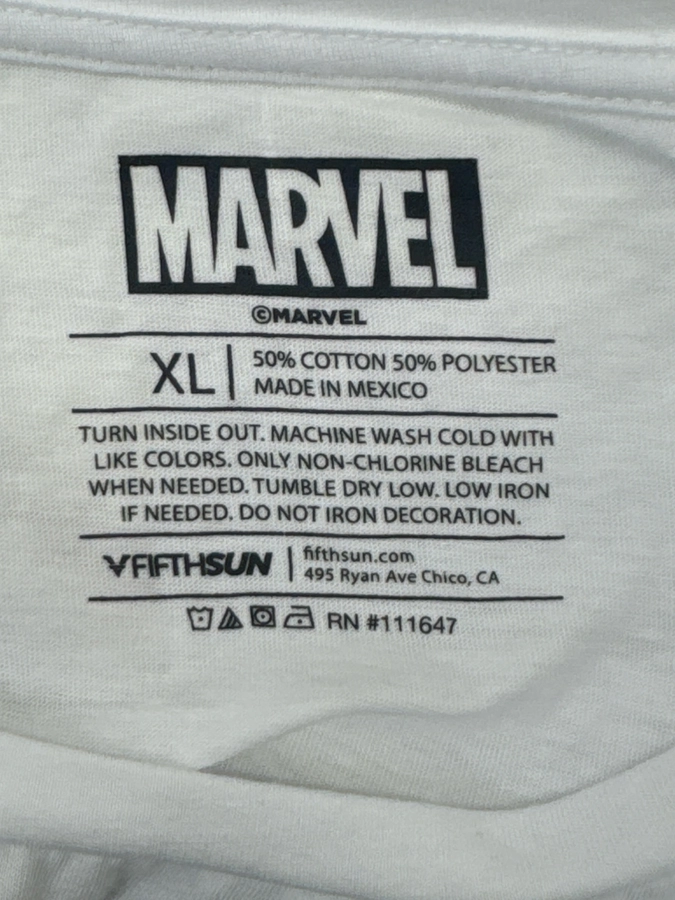 MARVEL
©MARVEL
XL
50% COTTON 50% POLYESTER
MADE IN MEXICO
TURN INSIDE OUT. MACHINE WASH COLD WITH
LIKE COLORS. ONLY NON-CHLORINE BLEACH
WHEN NEEDED. TUMBLE DRY LOW. LOW IRON
IF NEEDED. DO NOT IRON DECORATION.
FIFTHSUN
fifthsun.com
495 Ryan Ave Chico, CA
RN #111647